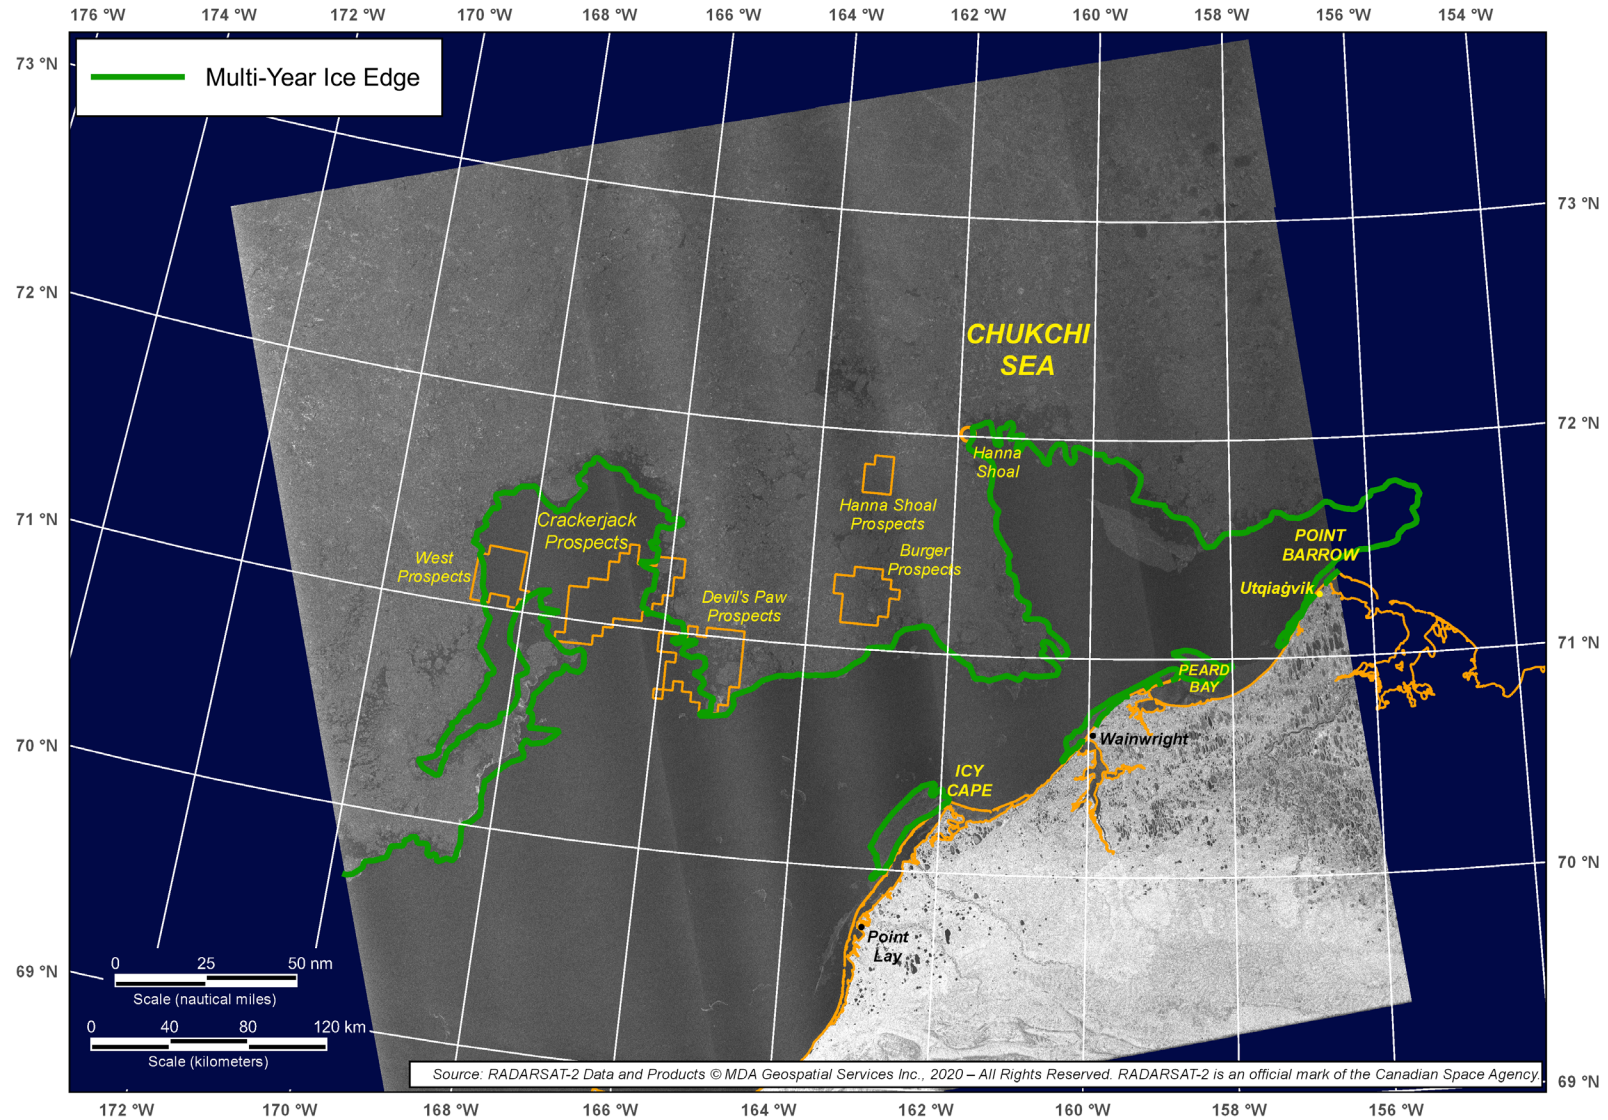 176 °W 174 °W 172 °W 170 °W 168 °W 166 °W 164 °W 162 °W 160 °W 158 °W 156 °W 154 °W
Multi-Year Ice Edge
73 °N
73 °N
72 °N
CHUKCHI
SEA
72 °N
Hanna
Shoal
Hanna Shoal
Prospects
71 °N
Crackerjack
Prospects
West
Prospects
Burger
Prospects
Devil's Paw
Prospects
POINT
BARROW
Utqiaġvik
71 °N
PEARD
BAY
Wainwright
70 °N
ICY
CAPE
70 °N
Point
Lay
69 °N
0 25 50 nm
Scale (nautical miles)
0 40 80 120 km
Scale (kilometers)
Source: RADARSAT-2 Data and Products © MDA Geospatial Services Inc., 2020 – All Rights Reserved. RADARSAT-2 is an official mark of the Canadian Space Agency.
69 °N
172 °W 170 °W 168 °W 166 °W 164 °W 162 °W 160 °W 158 °W 156 °W